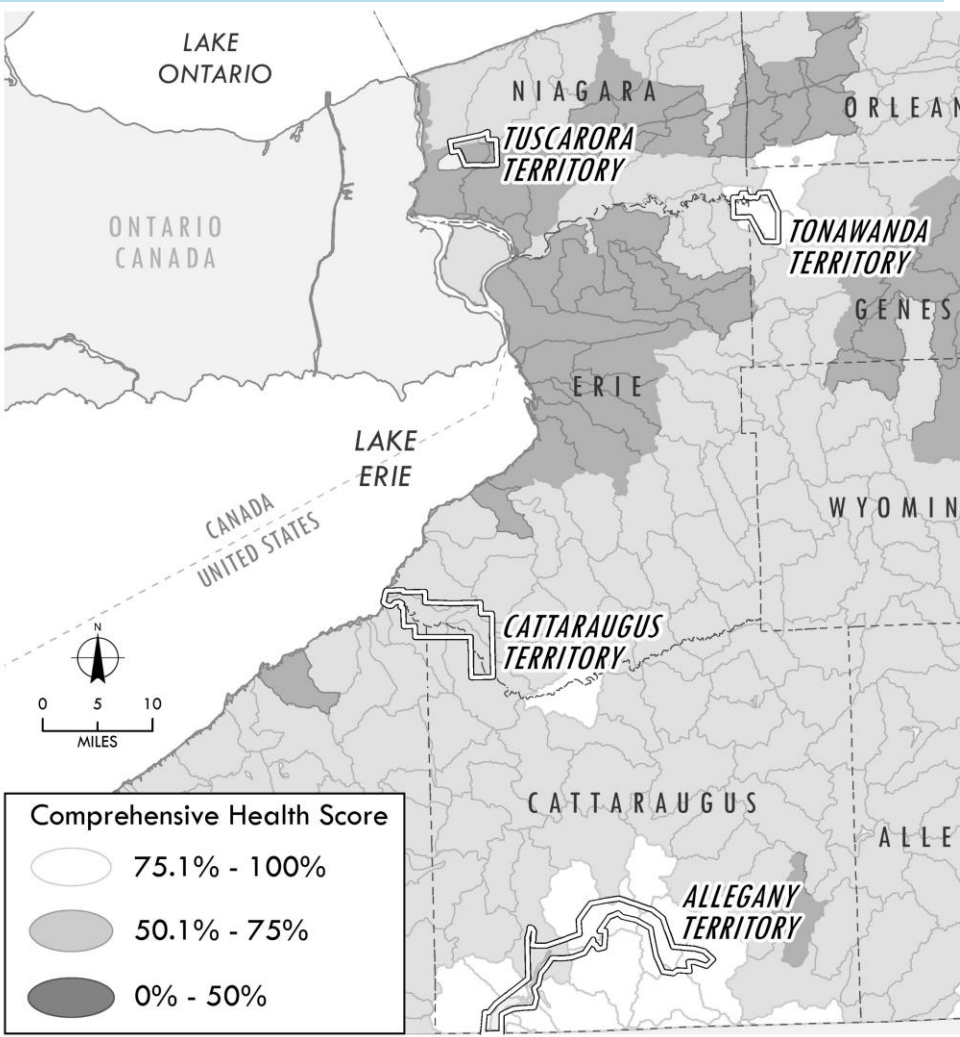 LAKE
ONTARIO
NIAGARA
ORLEAN
TUSCARORA
TERRITORY
ONTARIO
CANADA
TONAWANDA
TERRITORY
GENES
ERIE
LAKE
ERIE
CANADA
UNITED STATES
WYOMIN
CATTARAUGUS
TERRITORY
N
0 5 10
MILES
CATTARAUGUS
ALLE
ALLEGANY
TERRITORY
Comprehensive Health Score
75.1% - 100%
50.1% - 75%
0% - 50%